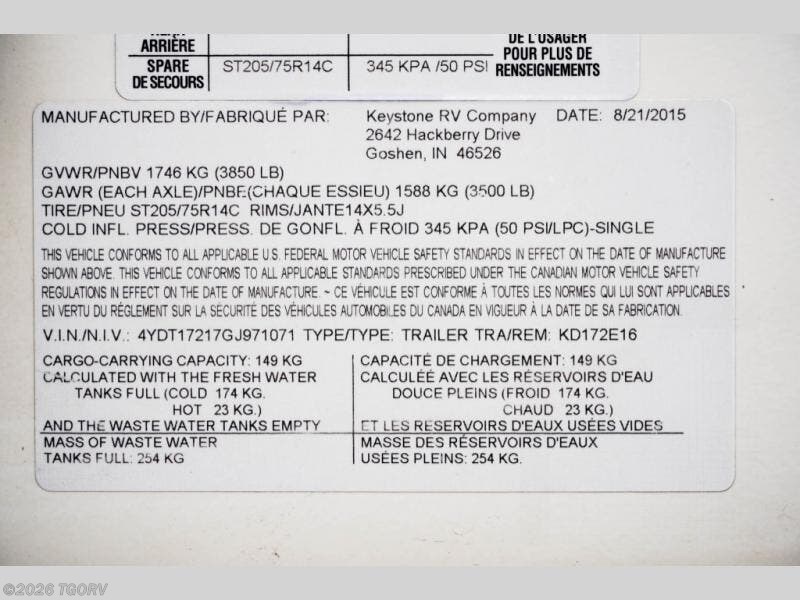 ARRIÈRE
SPARE
DE SECOURS
ST205/75R14C
345 KPA /50 PSI
DE L'USAGER
POUR PLUS DE
RENSEIGNEMENTS
MANUFACTURED BY/FABRIQUÉ PAR: Keystone RV Company DATE: 8/21/2015
2642 Hackberry Drive
Goshen, IN 46526
GVWR/PNBV 1746 KG (3850 LB)
GAWR (EACH AXLE)/PNBE(CHAQUE ESSIEU) 1588 KG (3500 LB)
TIRE/PNEU ST205/75R14C RIMS/JANTE14X5.5J
COLD INFL. PRESS/PRESS. DE GONFL. À FROID 345 KPA (50 PSI/LPC)-SINGLE
THIS VEHICLE CONFORMS TO ALL APPLICABLE U.S. FEDERAL MOTOR VEHICLE SAFETY STANDARDS IN EFFECT ON THE DATE OF MANUFACTURE
SHOWN ABOVE. THIS VEHICLE CONFORMS TO ALL APPLICABLE STANDARDS PRESCRIBED UNDER THE CANADIAN MOTOR VEHICLE SAFETY
REGULATIONS IN EFFECT ON THE DATE OF MANUFACTURE. ~ CE VÉHICULE EST CONFORME À TOUTES LES NORMES QUI LUI SONT APPLICABLES
EN VERTU DU RÉGLEMENT SUR LA SÉCURITÉ DES VÉHICULES AUTOMOBILES DU CANADA EN VIGUEUR À LA DATE DE SA FABRICATION.
V.I.N./N.I.V.: 4YDT17217GJ971071 TYPE/TYPE: TRAILER TRA/REM: KD172E16
CARGO-CARRYING CAPACITY: 149 KG
CALCULATED WITH THE FRESH WATER
TANKS FULL (COLD 174 KG.
HOT 23 KG.)
AND THE WASTE WATER TANKS EMPTY
MASS OF WASTE WATER
TANKS FULL: 254 KG
CAPACITÉ DE CHARGEMENT: 149 KG
CALCULÉE AVEC LES RÉSERVOIRS D'EAU
DOUCE PLEINS (FROID 174 KG.
CHAUD 23 KG.)
ET LES RESERVOIRS D'EAUX USÉES VIDES
MASSE DES RÉSERVOIRS D'EAUX
USÉES PLEINS: 254 KG.
©2026 TGORV